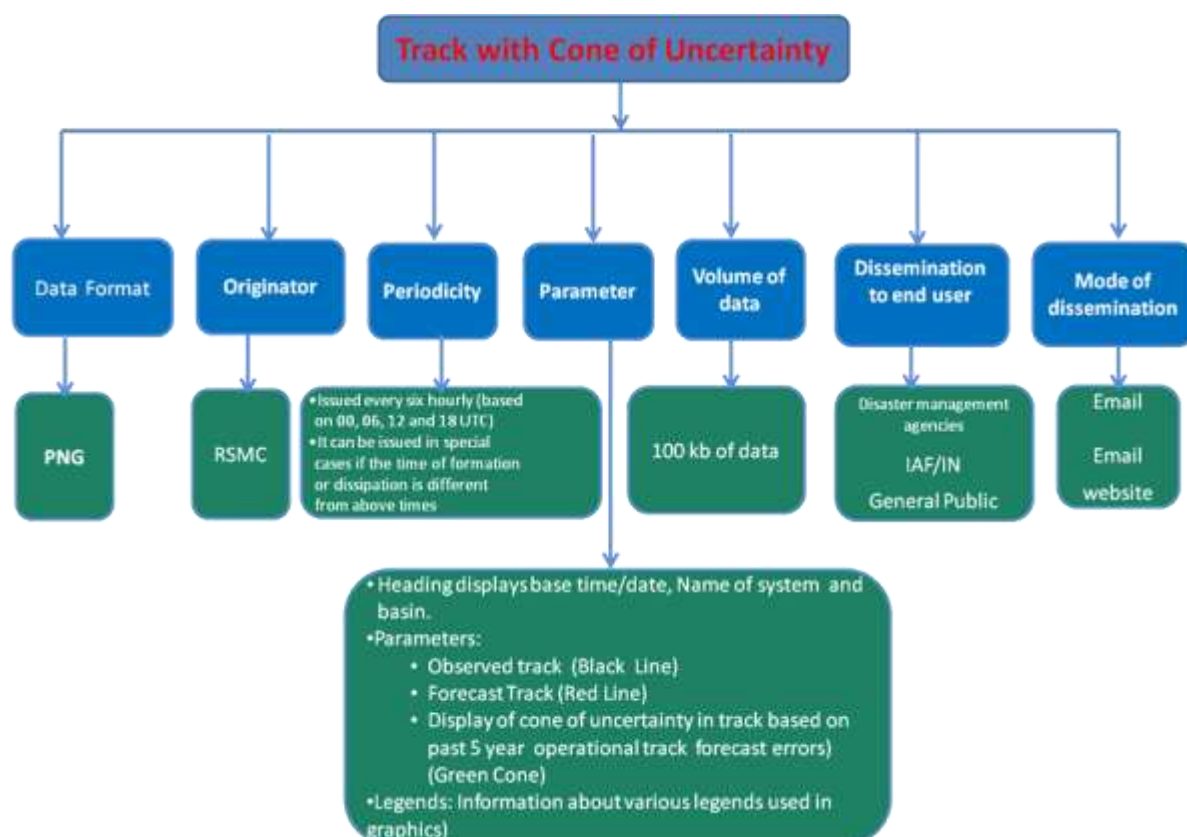 Track with Cone of Uncertainty
Data Format
Originator
Periodicity
Parameter
Volume of
data
Dissemination
to end user
Mode of
dissemination
PNG
RSMC
•Issued every six hourly (based
on 00, 06, 12 and 18 UTC)
•It can be issued in special
cases if the time of formation
or dissipation is different
from above times
100 kb of data
Disaster management
agencies
IAF/IN
General Public
Email
Email
website
•Heading displays base time/date, Name of system and
basin.
•Parameters:
• Observed track (Black Line)
• Forecast Track (Red Line)
• Display of cone of uncertainty in track based on
past 5 year operational track forecast errors)
(Green Cone)
•Legends: Information about various legends used in
graphics)